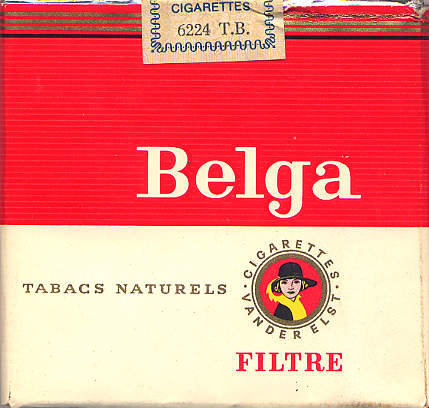 CIGARETTES
6224 T.B.
Belga
TABACS NATURELS
· CIGARETTES ·
VANDER ELST
FILTRE